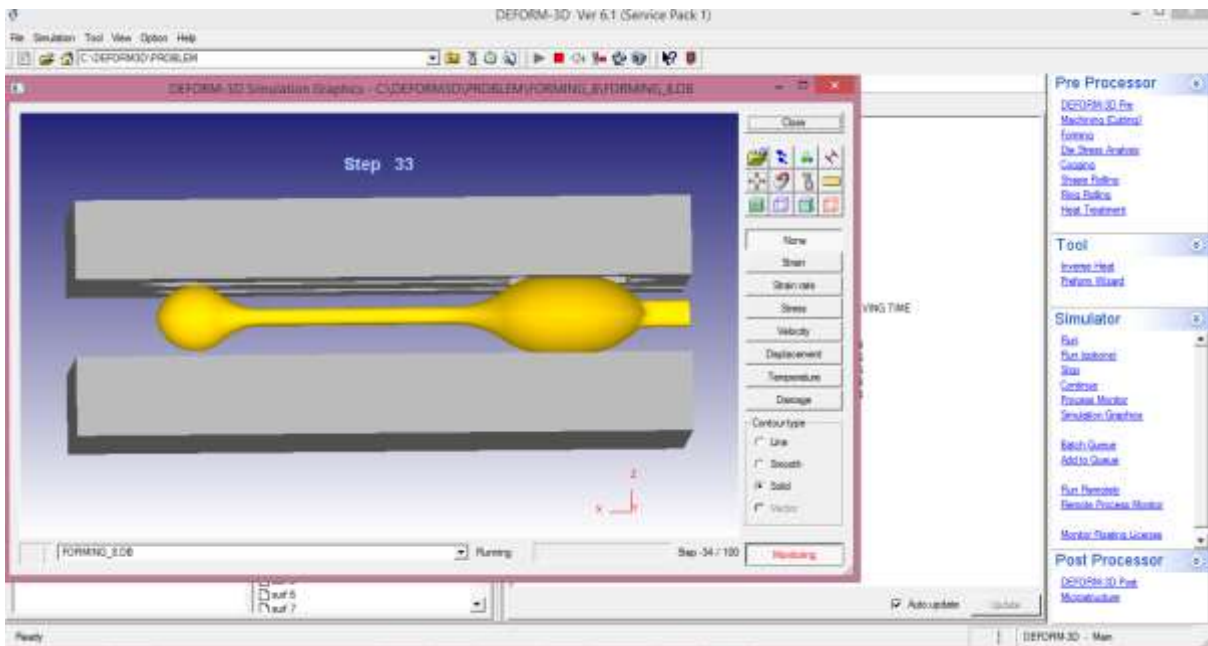 DEFORM-3D Ver 6.1 (Service Pack 1)
File Simulation Tool View Option Help
C:\DEFORM3D\PROBLEM
DEFORM-3D Simulation Graphics - C:\DEFORM3D\PROBLEM\FORMING_8\FORMING_8.DB
Close
Step 33
None
Strain
Strain rate
Stress
Velocity
Displacement
Temperature
Damage
Contour type
Line
Smooth
Solid
Vector
Z
X
Y
FORMING_8.DB
Running
Step -34 / 100
Monitoring
VING TIME
surf 6
surf 7
Auto update
Update
Pre Processor
DEFORM-3D Pre
Machining (Cutting)
Forming
Die Stress Analysis
Cogging
Shape Rolling
Ring Rolling
Heat Treatment
Tool
Inverse Heat
Preform Wizard
Simulator
Run
Run (options)
Stop
Continue
Process Monitor
Simulation Graphics
Batch Queue
Add to Queue
Run Remotely
Remote Process Monitor
Monitor Floating License
Post Processor
DEFORM-3D Post
Microstructure
Ready
DEFORM-3D - Main